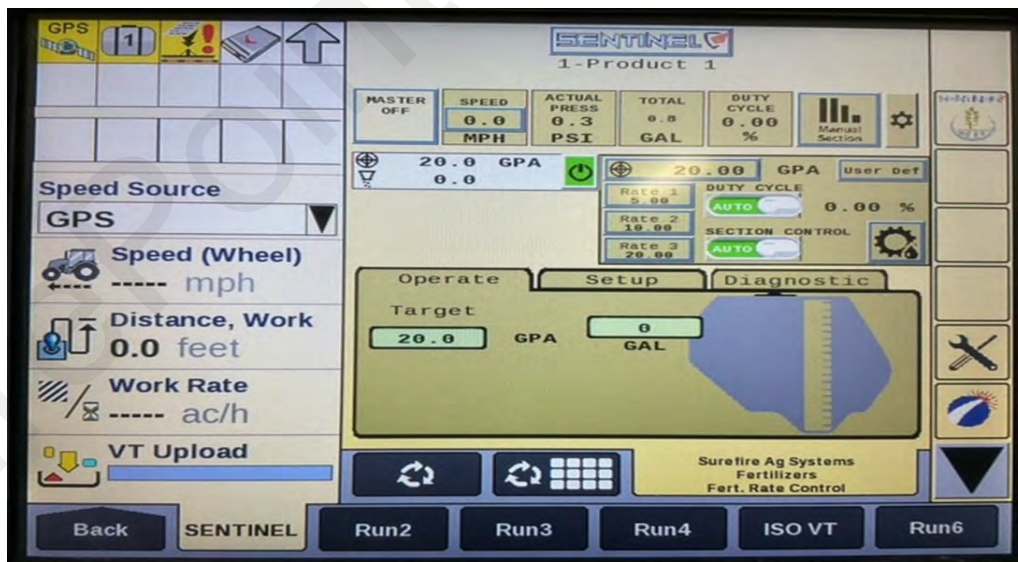 GPS
1
SENTINEL
1-Product 1
MASTER OFF
SPEED
0.0
MPH
ACTUAL PRESS
0.3
PSI
TOTAL
0.8
GAL
DUTY CYCLE
0.00
%
Manual Section
20.0 GPA
0.0
20.00 GPA
User Def
Rate 1
5.00
DUTY CYCLE
AUTO
0.00 %
Rate 2
10.00
SECTION CONTROL
Rate 3
20.00
AUTO
Speed Source
GPS
Speed (Wheel)
----- mph
Distance, Work
0.0 feet
Work Rate
----- ac/h
VT Upload
Operate
Setup
Diagnostic
Target
20.0 GPA
0
GAL
Surefire Ag Systems
Fertilizers
Fert. Rate Control
Back
SENTINEL
Run2
Run3
Run4
ISO VT
Run6